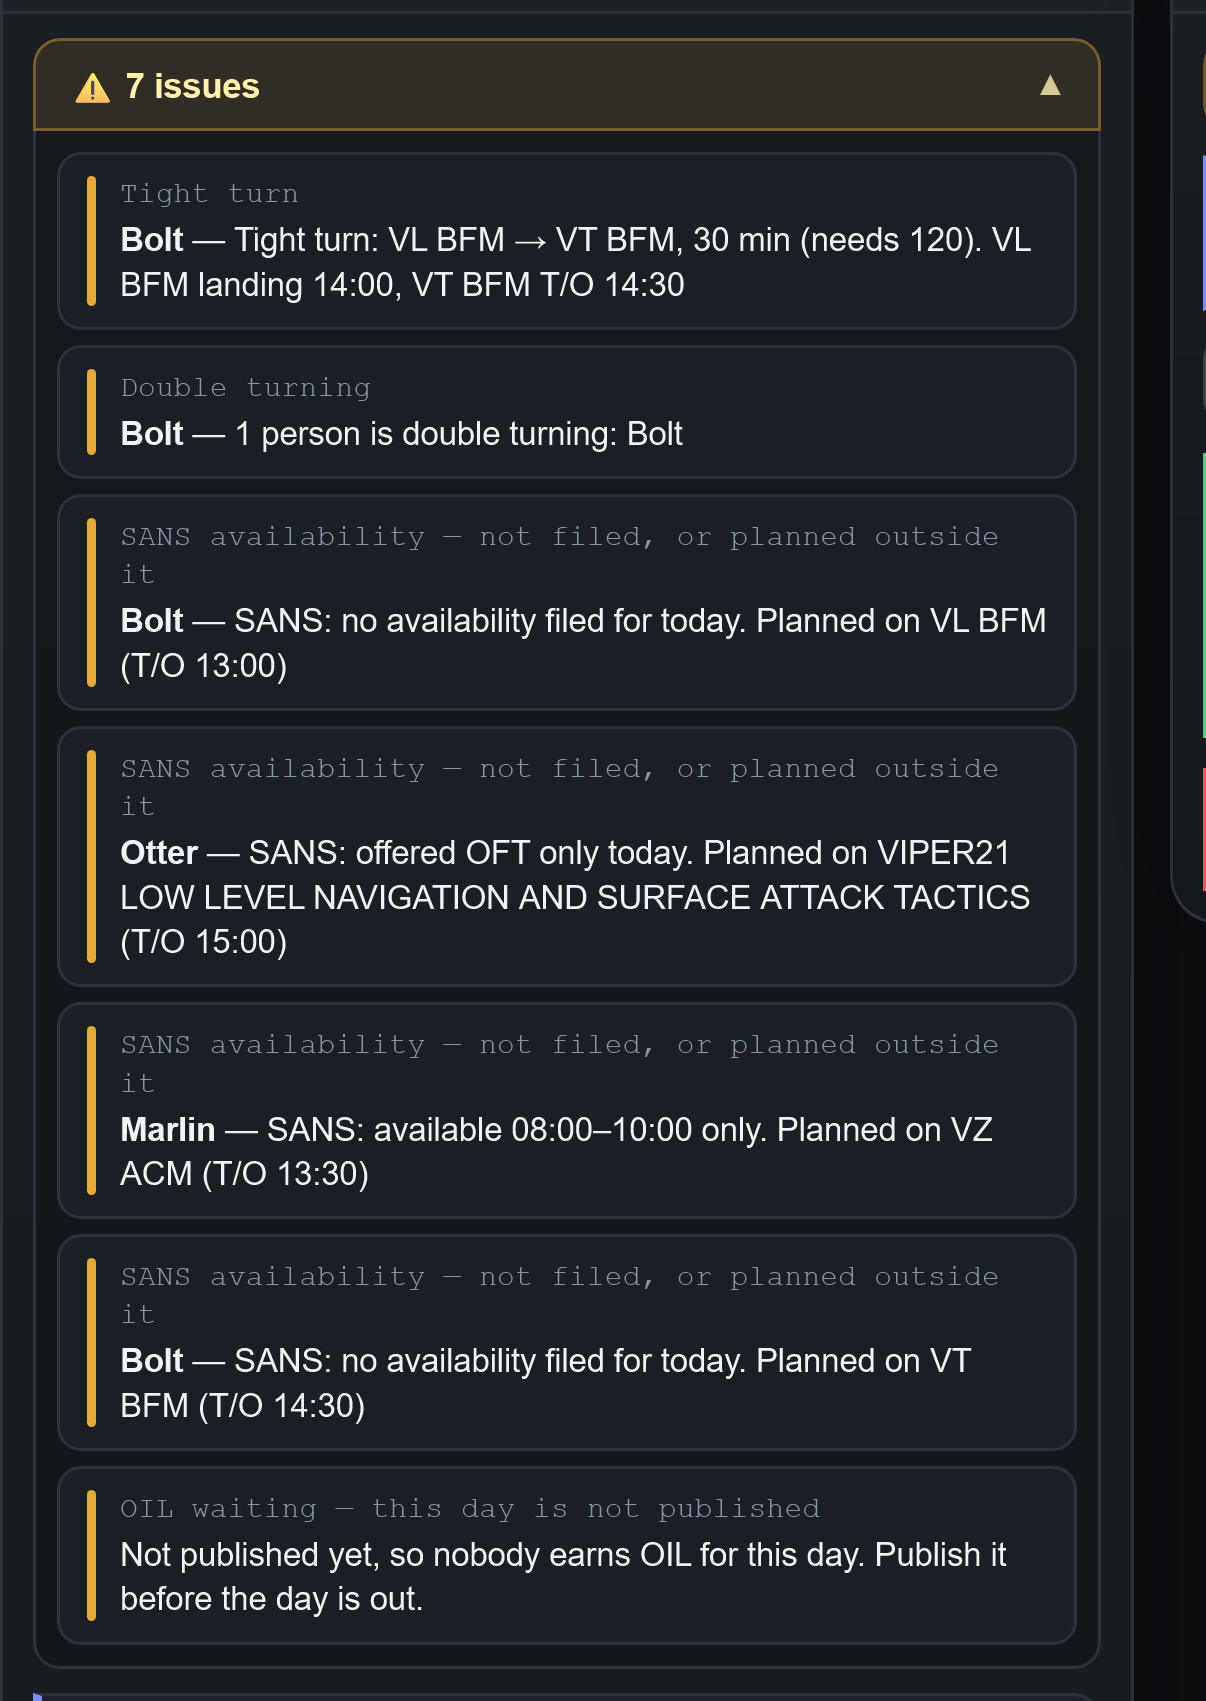 ⚠️ 7 issues ▲
Tight turn
Bolt — Tight turn: VL BFM → VT BFM, 30 min (needs 120). VL
BFM landing 14:00, VT BFM T/O 14:30
Double turning
Bolt — 1 person is double turning: Bolt
SANS availability — not filed, or planned outside
it
Bolt — SANS: no availability filed for today. Planned on VL BFM
(T/O 13:00)
SANS availability — not filed, or planned outside
it
Otter — SANS: offered OFT only today. Planned on VIPER21
LOW LEVEL NAVIGATION AND SURFACE ATTACK TACTICS
(T/O 15:00)
SANS availability — not filed, or planned outside
it
Marlin — SANS: available 08:00–10:00 only. Planned on VZ
ACM (T/O 13:30)
SANS availability — not filed, or planned outside
it
Bolt — SANS: no availability filed for today. Planned on VT
BFM (T/O 14:30)
OIL waiting — this day is not published
Not published yet, so nobody earns OIL for this day. Publish it
before the day is out.